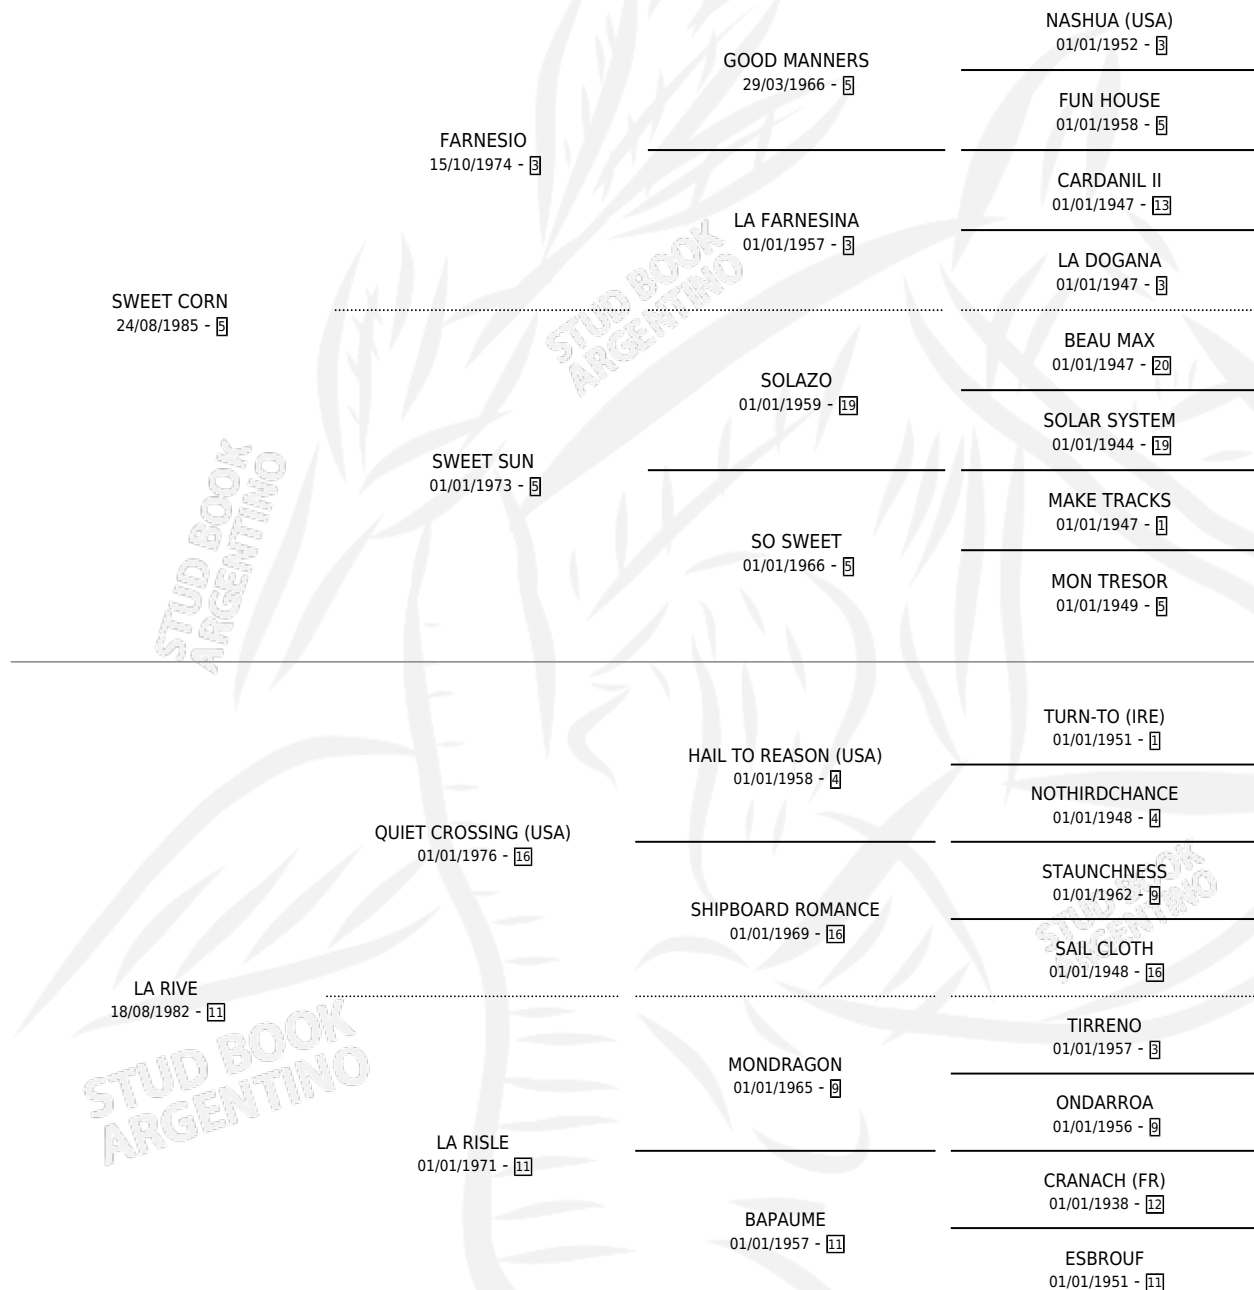 NASHUA (USA)
01/01/1952 - 3
GOOD MANNERS
29/03/1966 - 5
FUN HOUSE
01/01/1958 - 5
FARNESIO
15/10/1974 - 3
CARDANIL II
01/01/1947 - 13
LA FARNESINA
01/01/1957 - 3
LA DOGANA
01/01/1947 - 3
SWEET CORN
24/08/1985 - 5
STUD BOOK
ARGENTINO
BEAU MAX
01/01/1947 - 20
SOLAZO
01/01/1959 - 19
SOLAR SYSTEM
01/01/1944 - 19
SWEET SUN
01/01/1973 - 5
MAKE TRACKS
01/01/1947 - 1
SO SWEET
01/01/1966 - 5
MON TRESOR
01/01/1949 - 5
STUD BOOK
ARGENTINO
TURN-TO (IRE)
01/01/1951 - 1
HAIL TO REASON (USA)
01/01/1958 - 4
NOTHIRDCHANCE
01/01/1948 - 4
QUIET CROSSING (USA)
01/01/1976 - 16
STAUNCHNESS
01/01/1962 - 9
SHIPBOARD ROMANCE
01/01/1969 - 16
STUD BOOK
ARGENTINO
SAIL CLOTH
01/01/1948 - 16
LA RIVE
18/08/1982 - 11
STUD BOOK
ARGENTINO
TIRRENO
01/01/1957 - 3
MONDRAGON
01/01/1965 - 9
ONDARROA
01/01/1956 - 9
LA RISLE
01/01/1971 - 11
CRANACH (FR)
01/01/1938 - 12
BAPAUME
01/01/1957 - 11
ESBROUF
01/01/1951 - 11